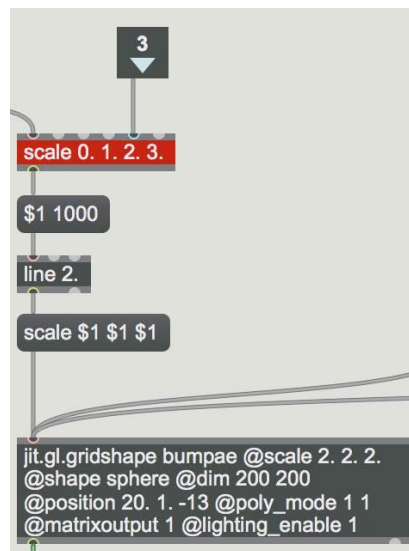 3
scale 0. 1. 2. 3.
$1 1000
line 2.
scale $1 $1 $1
jit.gl.gridshape bumpae @scale 2. 2. 2.
@shape sphere @dim 200 200
@position 20. 1. -13 @poly_mode 1 1
@matrixoutput 1 @lighting_enable 1